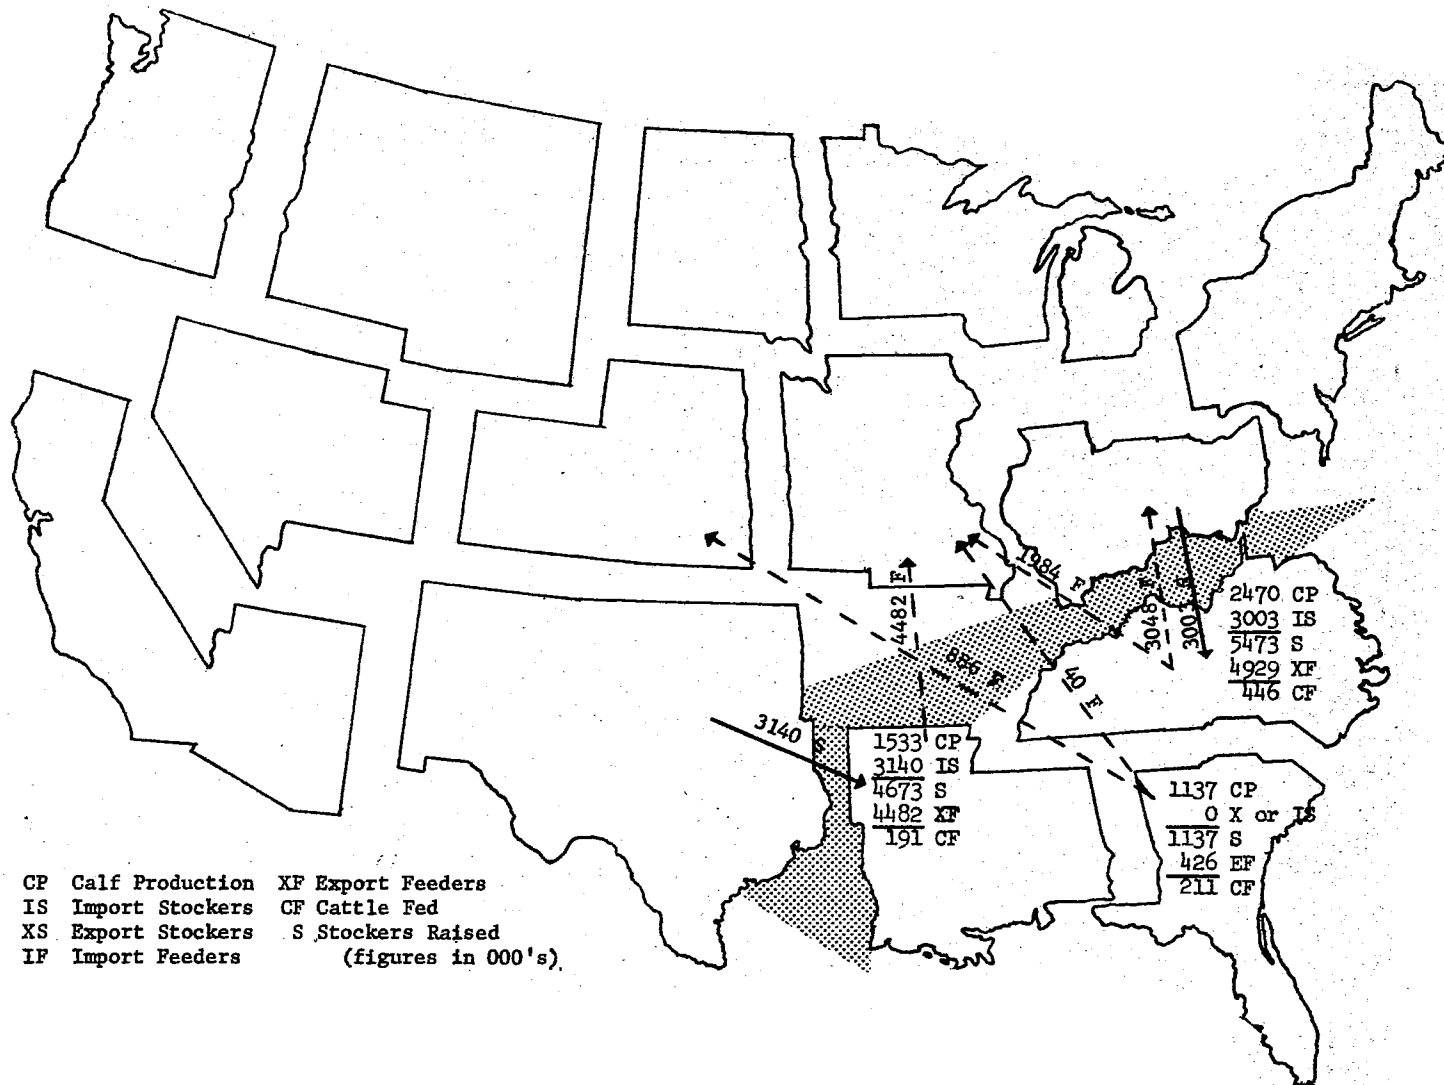 1984 F
4482 F
3048 F
3003 S
886 F
40 F
3140 S
2470 CP
3003 IS
5473 S
4929 XF
446 CF
1533 CP
3140 IS
4673 S
4482 XF
191 CF
1137 CP
0 X or IS
1137 S
426 EF
211 CF
CP Calf Production XF Export Feeders
IS Import Stockers CF Cattle Fed
XS Export Stockers S Stockers Raised
IF Import Feeders (figures in 000's)